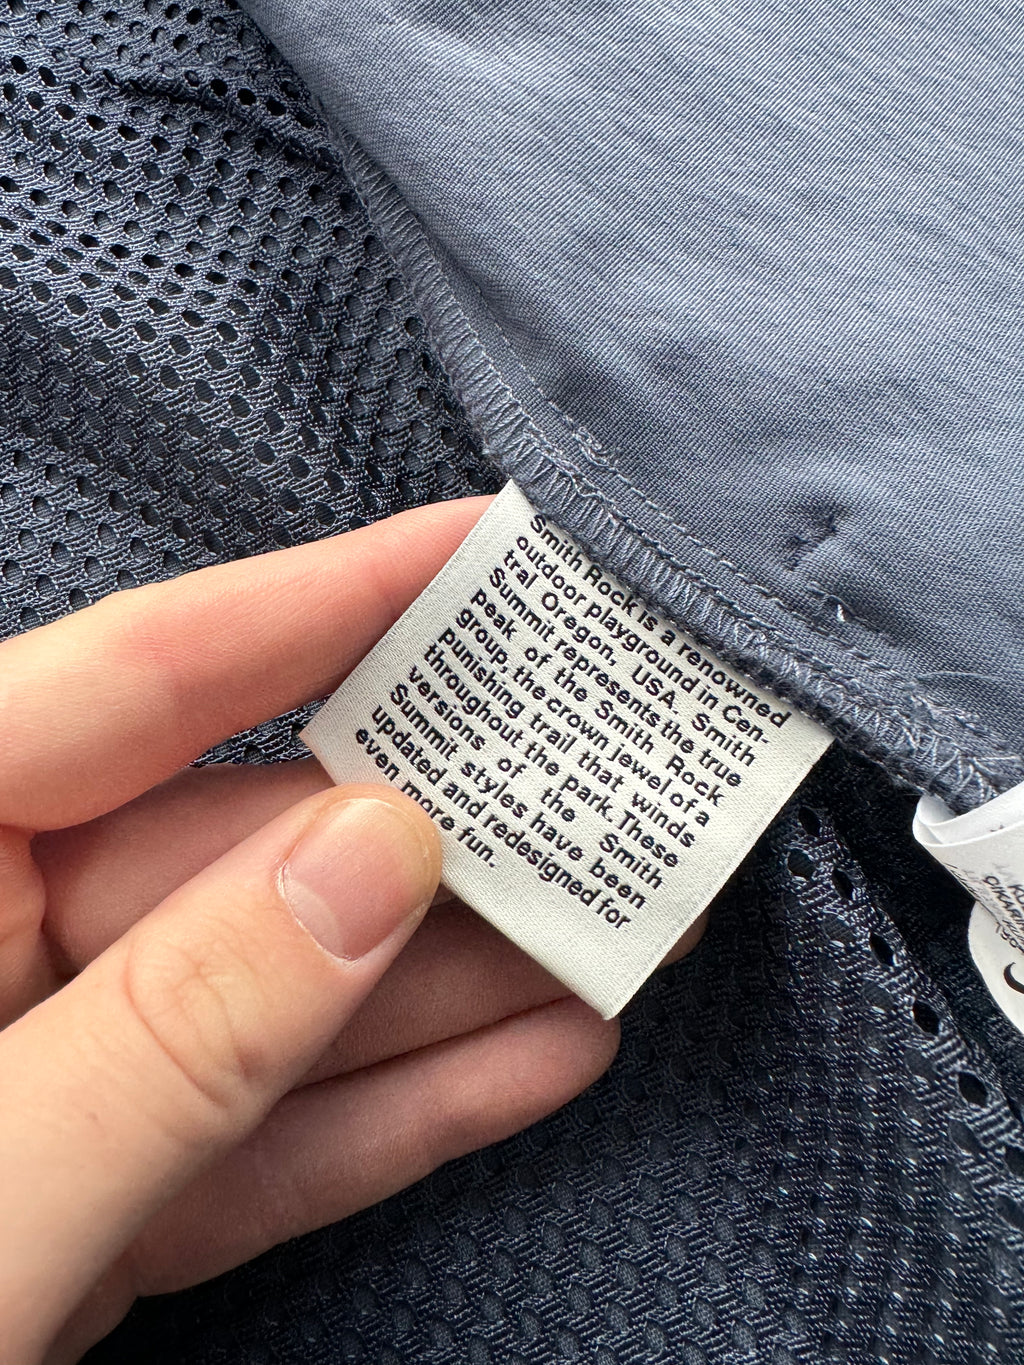 Smith Rock is a renowned
outdoor playground in Cen-
tral Oregon, USA. Smith
Summit represents the true
peak of the Smith Rock
group, the crown jewel of a
punishing trail that winds
throughout the park. These
versions of the Smith
Summit styles have been
updated and redesigned for
even more fun.